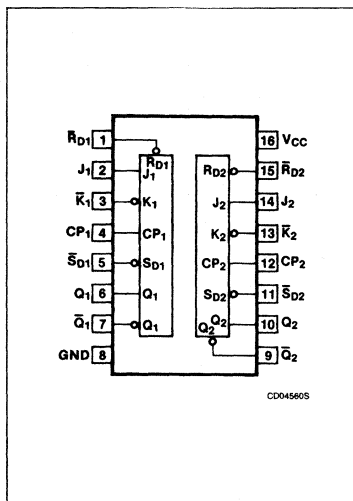 R̅D1 1 16 VCC
RD1 RD2 15 R̅D2
J1 2 J1 J2 14 J2
K̅1 3 K1 K2 13 K̅2
CP1 4 CP1 CP2 12 CP2
S̅D1 5 SD1 SD2 11 S̅D2
Q1 6 Q1 Q2 10 Q2
Q̅1 7 Q1 Q2 9 Q̅2
GND 8
CD04560S